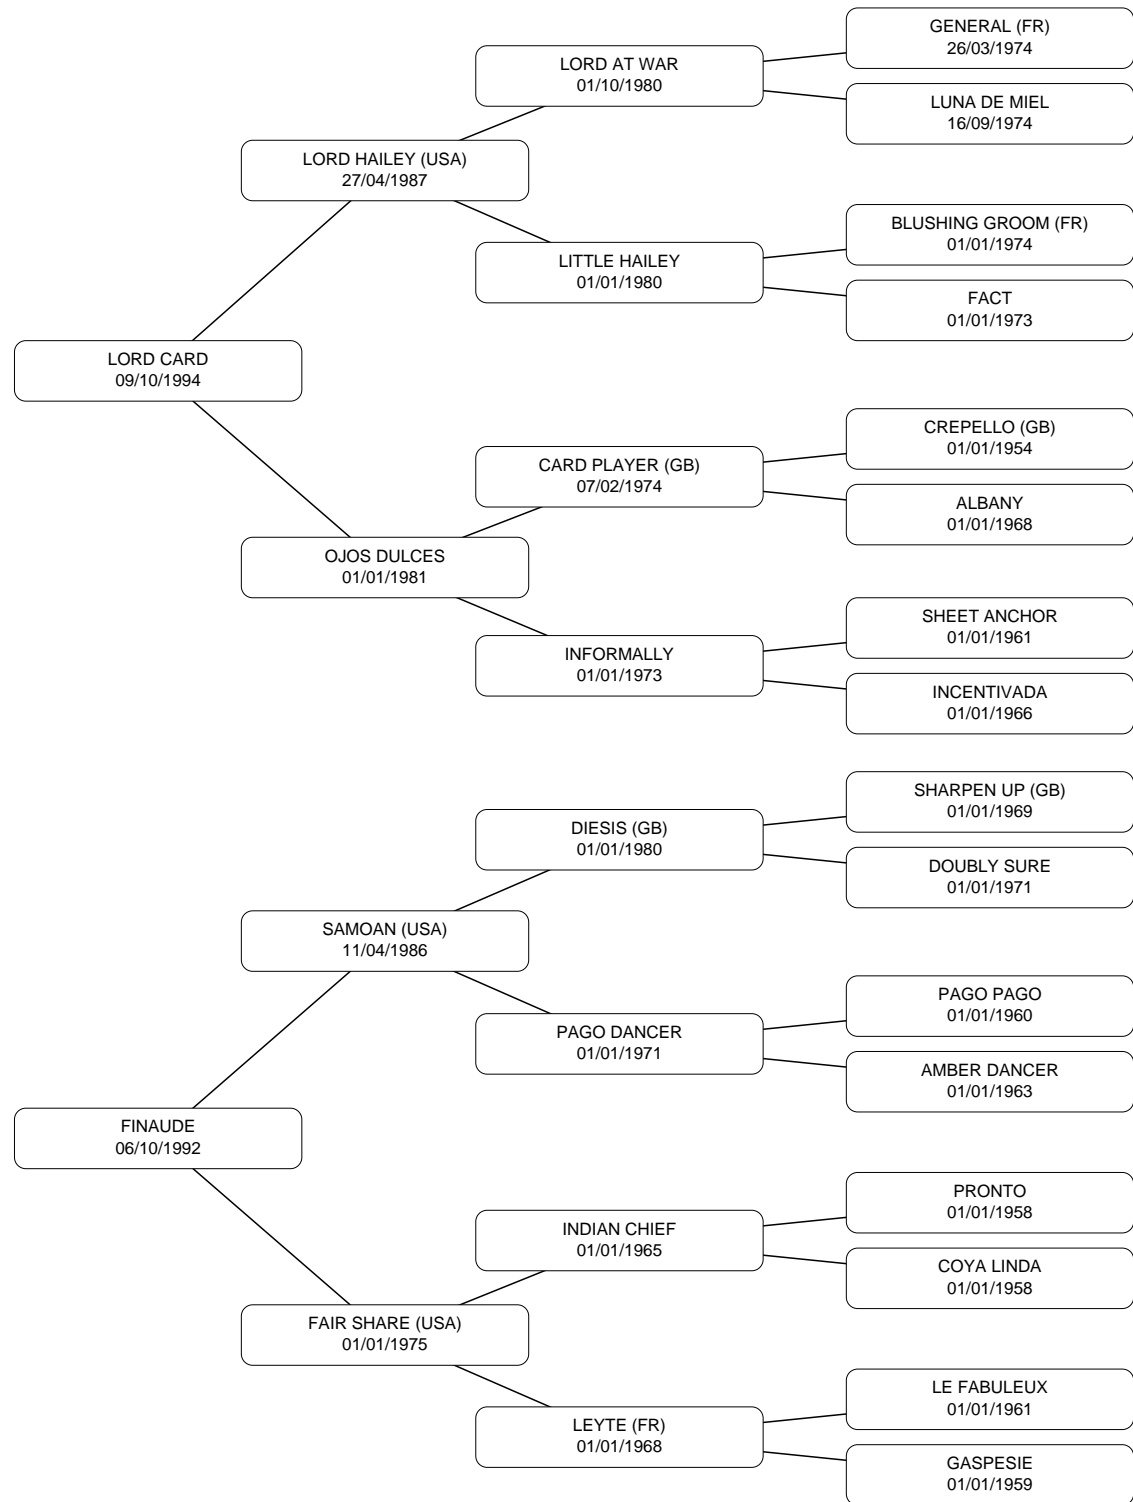 GENERAL (FR)
26/03/1974
LORD AT WAR
01/10/1980
LUNA DE MIEL
16/09/1974
LORD HAILEY (USA)
27/04/1987
BLUSHING GROOM (FR)
01/01/1974
LITTLE HAILEY
01/01/1980
FACT
01/01/1973
LORD CARD
09/10/1994
CREPELLO (GB)
01/01/1954
CARD PLAYER (GB)
07/02/1974
ALBANY
01/01/1968
OJOS DULCES
01/01/1981
SHEET ANCHOR
01/01/1961
INFORMALLY
01/01/1973
INCENTIVADA
01/01/1966
SHARPEN UP (GB)
01/01/1969
DIESIS (GB)
01/01/1980
DOUBLY SURE
01/01/1971
SAMOAN (USA)
11/04/1986
PAGO PAGO
01/01/1960
PAGO DANCER
01/01/1971
AMBER DANCER
01/01/1963
FINAUDE
06/10/1992
PRONTO
01/01/1958
INDIAN CHIEF
01/01/1965
COYA LINDA
01/01/1958
FAIR SHARE (USA)
01/01/1975
LE FABULEUX
01/01/1961
LEYTE (FR)
01/01/1968
GASPESIE
01/01/1959